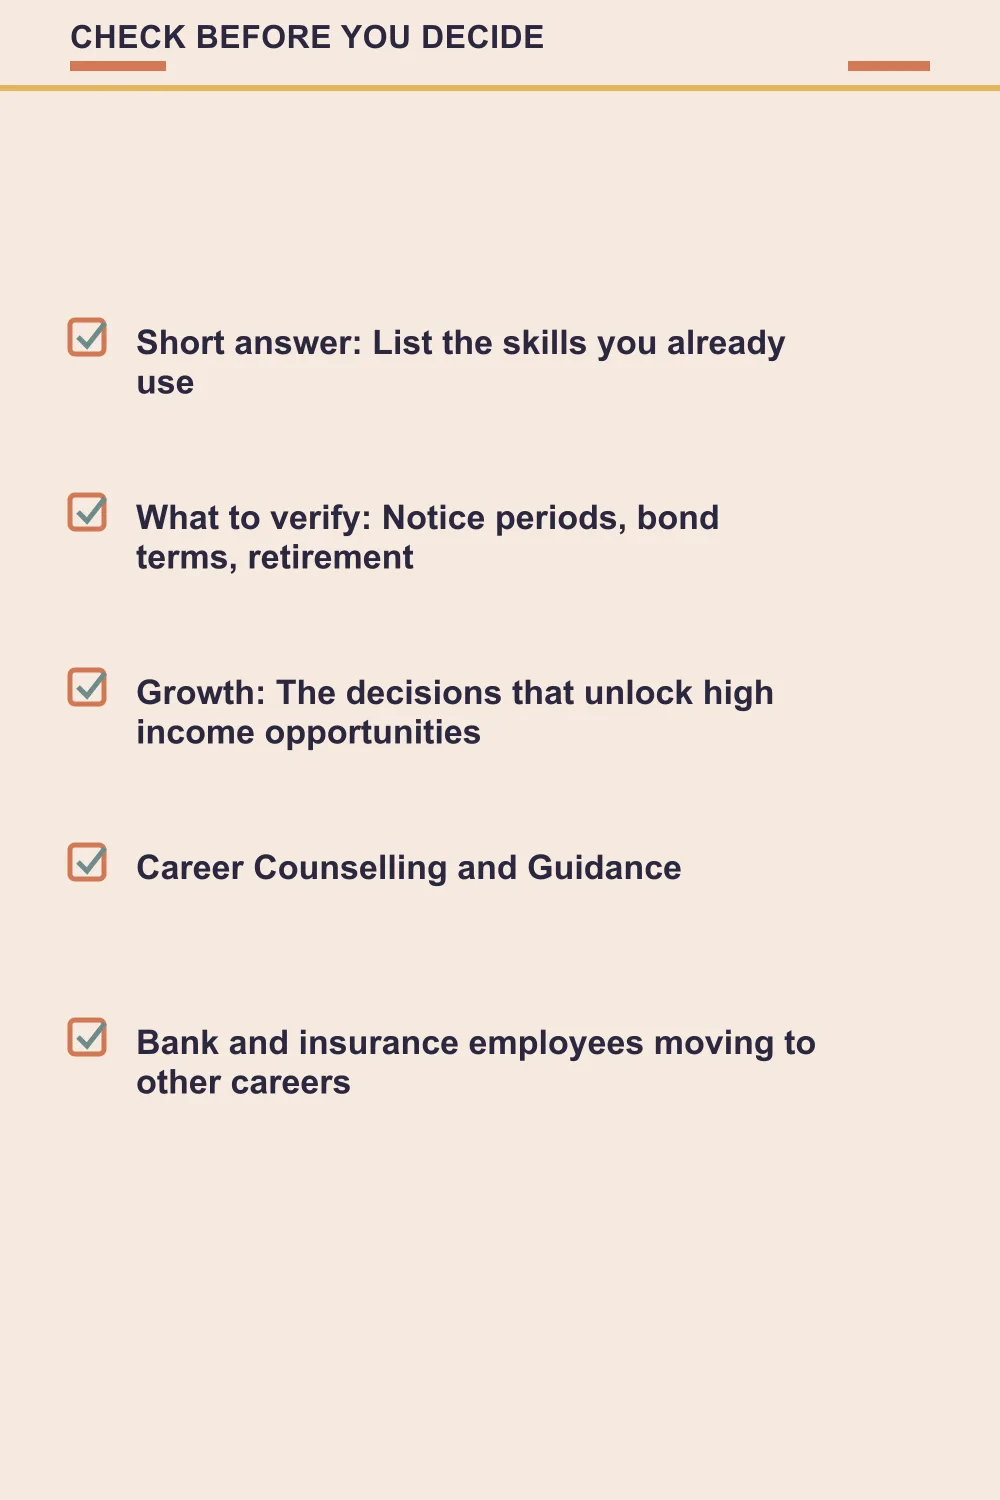 CHECK BEFORE YOU DECIDE
Short answer: List the skills you already
use
What to verify: Notice periods, bond
terms, retirement
Growth: The decisions that unlock high
income opportunities
Career Counselling and Guidance
Bank and insurance employees moving to
other careers